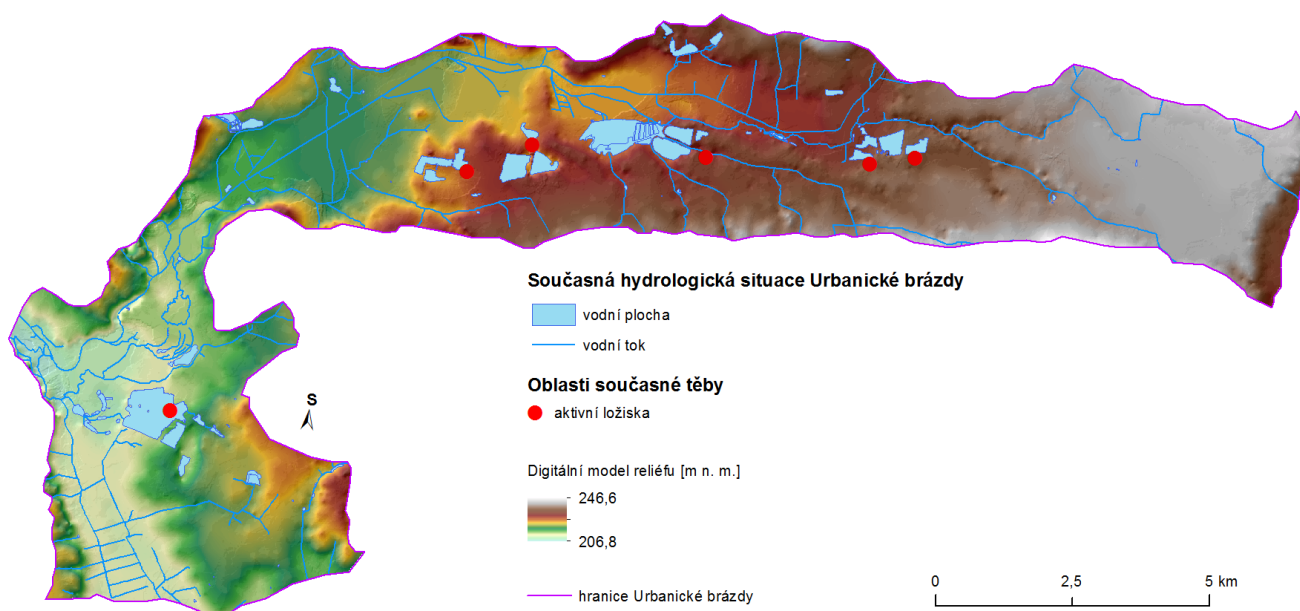 Současná hydrologická situace Urbanické brázdy
vodní plocha
vodní tok
Oblasti současné těby
aktivní ložiska
S
Digitální model reliéfu [m n. m.]
246,6
206,8
hranice Urbanické brázdy
0 2,5 5 km